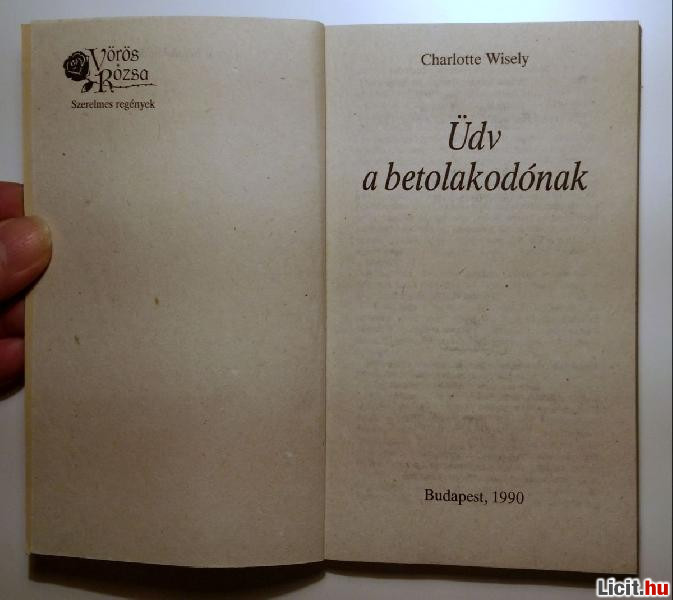 Vörös
Rózsa
Szerelmes regények
Charlotte Wisely
Üdv
a betolakodónak
Budapest, 1990
Licit.hu